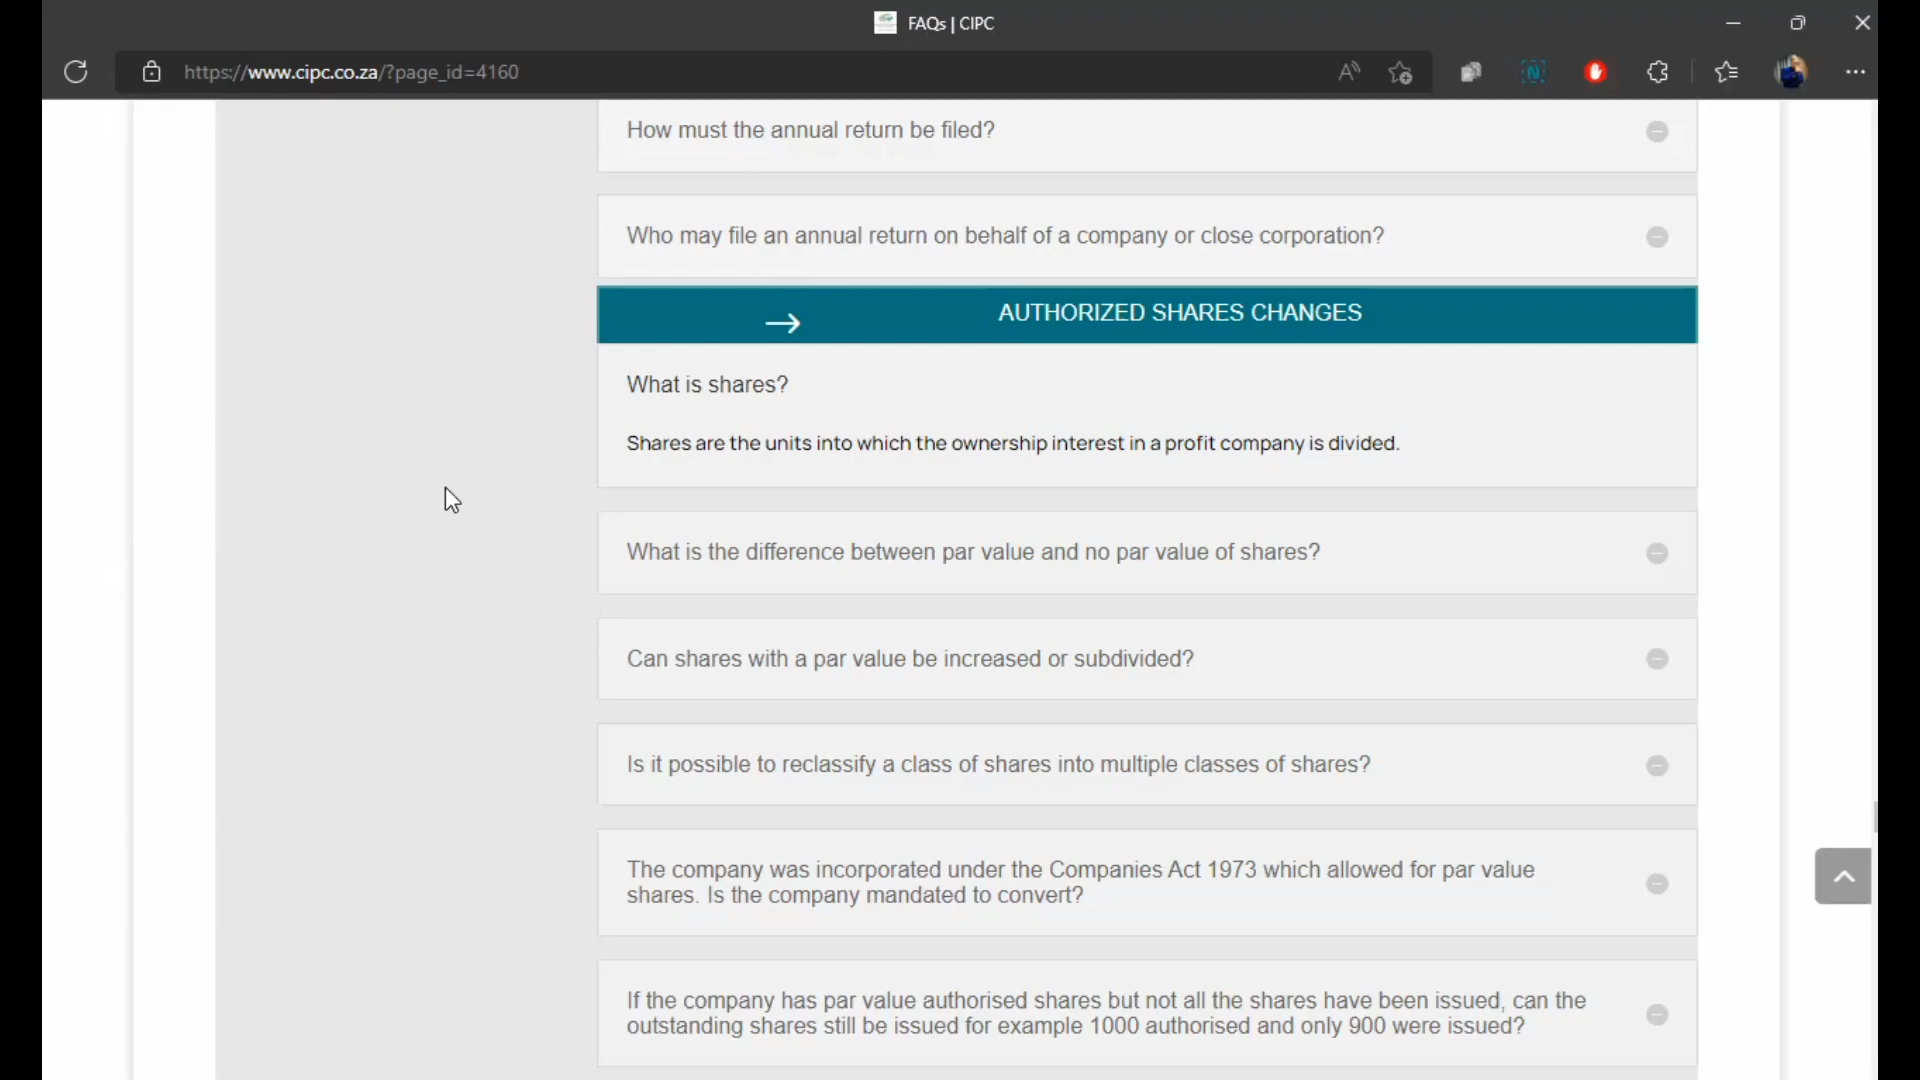 FAQs | CIPC
https://www.cipc.co.za/?page_id=4160
How must the annual return be filed?
Who may file an annual return on behalf of a company or close corporation?
AUTHORIZED SHARES CHANGES
What is shares?
Shares are the units into which the ownership interest in a profit company is divided.
What is the difference between par value and no par value of shares?
Can shares with a par value be increased or subdivided?
Is it possible to reclassify a class of shares into multiple classes of shares?
The company was incorporated under the Companies Act 1973 which allowed for par value
shares. Is the company mandated to convert?
If the company has par value authorised shares but not all the shares have been issued, can the
outstanding shares still be issued for example 1000 authorised and only 900 were issued?